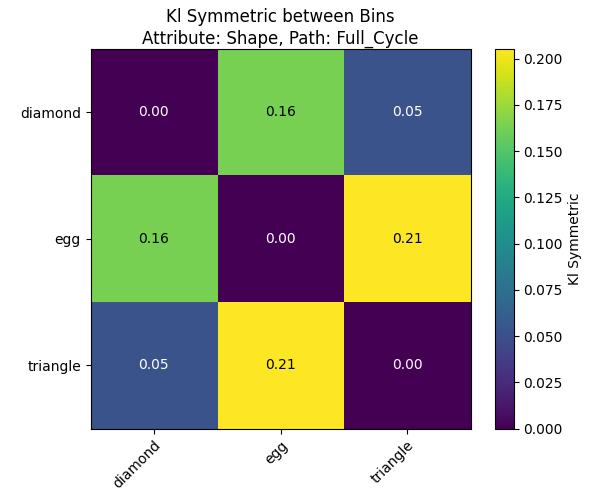 Kl Symmetric between Bins
Attribute: Shape, Path: Full_Cycle
diamond
egg
triangle
0.00 0.16 0.05
0.16 0.00 0.21
0.05 0.21 0.00
diamond egg triangle
0.200
0.175
0.150
0.125
0.100
0.075
0.050
0.025
0.000
Kl Symmetric